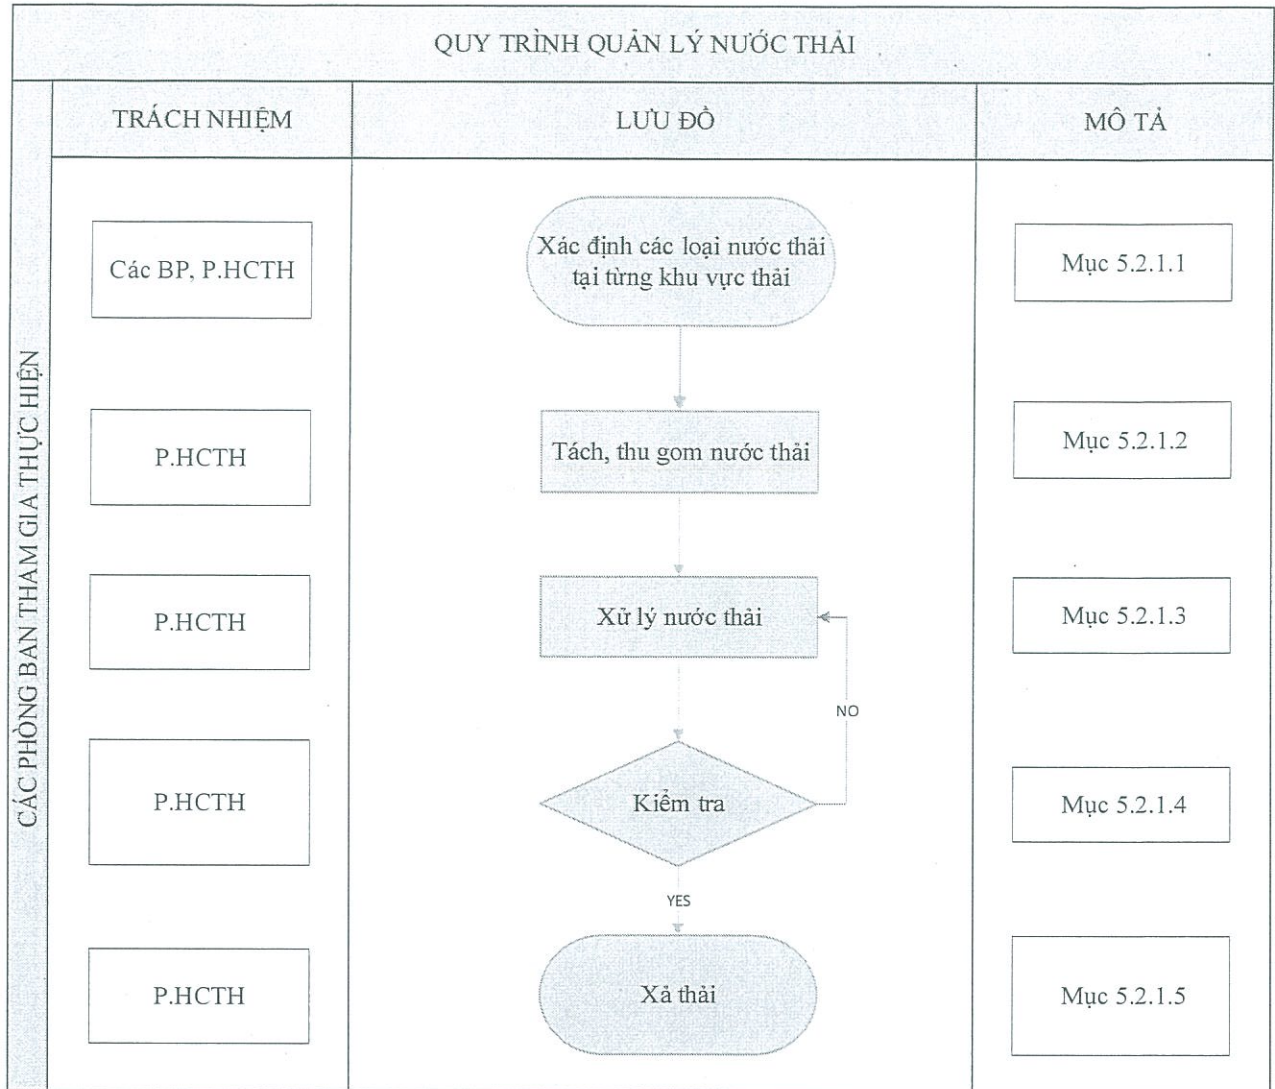 QUY TRÌNH QUẢN LÝ NƯỚC THẢI
CÁC PHÒNG BAN THAM GIA THỰC HIỆN
TRÁCH NHIỆM
LƯU ĐỒ
MÔ TẢ
Các BP, P.HCTH
Xác định các loại nước thải
tại từng khu vực thải
Mục 5.2.1.1
P.HCTH
Tách, thu gom nước thải
Mục 5.2.1.2
P.HCTH
Xử lý nước thải
Mục 5.2.1.3
NO
P.HCTH
Kiểm tra
Mục 5.2.1.4
YES
P.HCTH
Xả thải
Mục 5.2.1.5